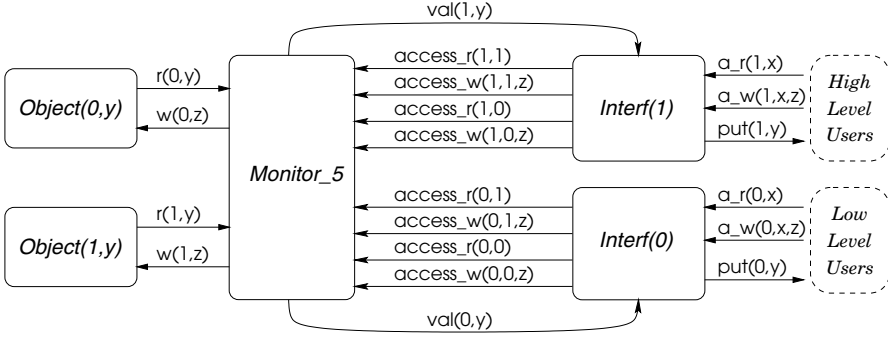 val(1,y)
Object(0,y)
r(0,y)
w(0,z)
Object(1,y)
r(1,y)
w(1,z)
Monitor_5
access_r(1,1)
access_w(1,1,z)
access_r(1,0)
access_w(1,0,z)
access_r(0,1)
access_w(0,1,z)
access_r(0,0)
access_w(0,0,z)
Interf(1)
a_r(1,x)
a_w(1,x,z)
put(1,y)
High
Level
Users
Interf(0)
a_r(0,x)
a_w(0,x,z)
put(0,y)
Low
Level
Users
val(0,y)